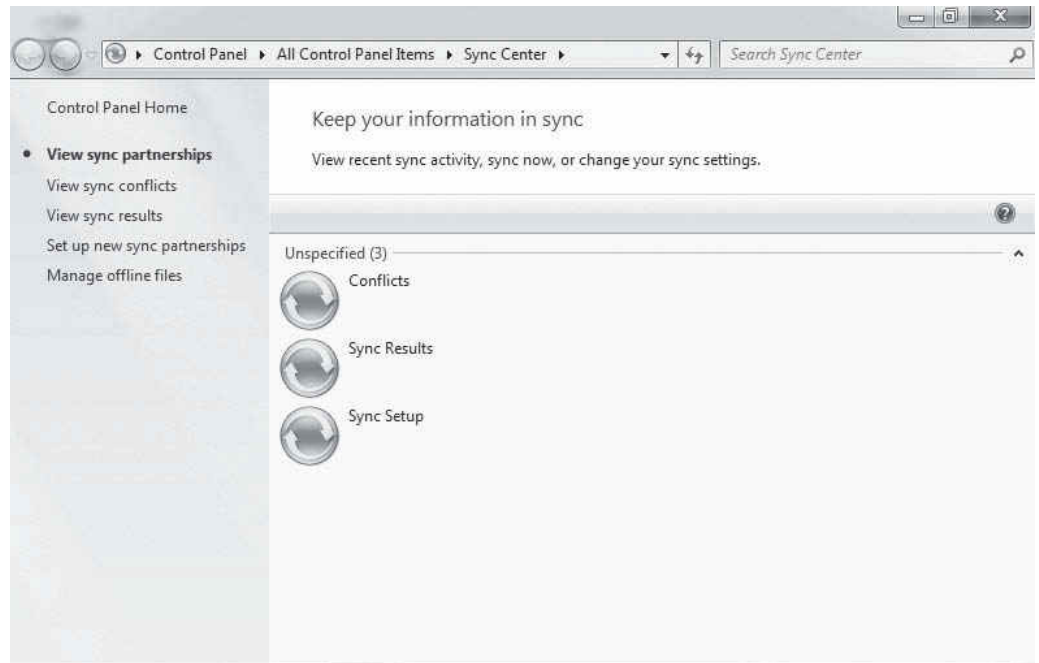 Control Panel ▸ All Control Panel Items ▸ Sync Center ▸
Search Sync Center
Control Panel Home
View sync partnerships
View sync conflicts
View sync results
Set up new sync partnerships
Manage offline files
Keep your information in sync
View recent sync activity, sync now, or change your sync settings.
Unspecified (3)
Conflicts
Sync Results
Sync Setup